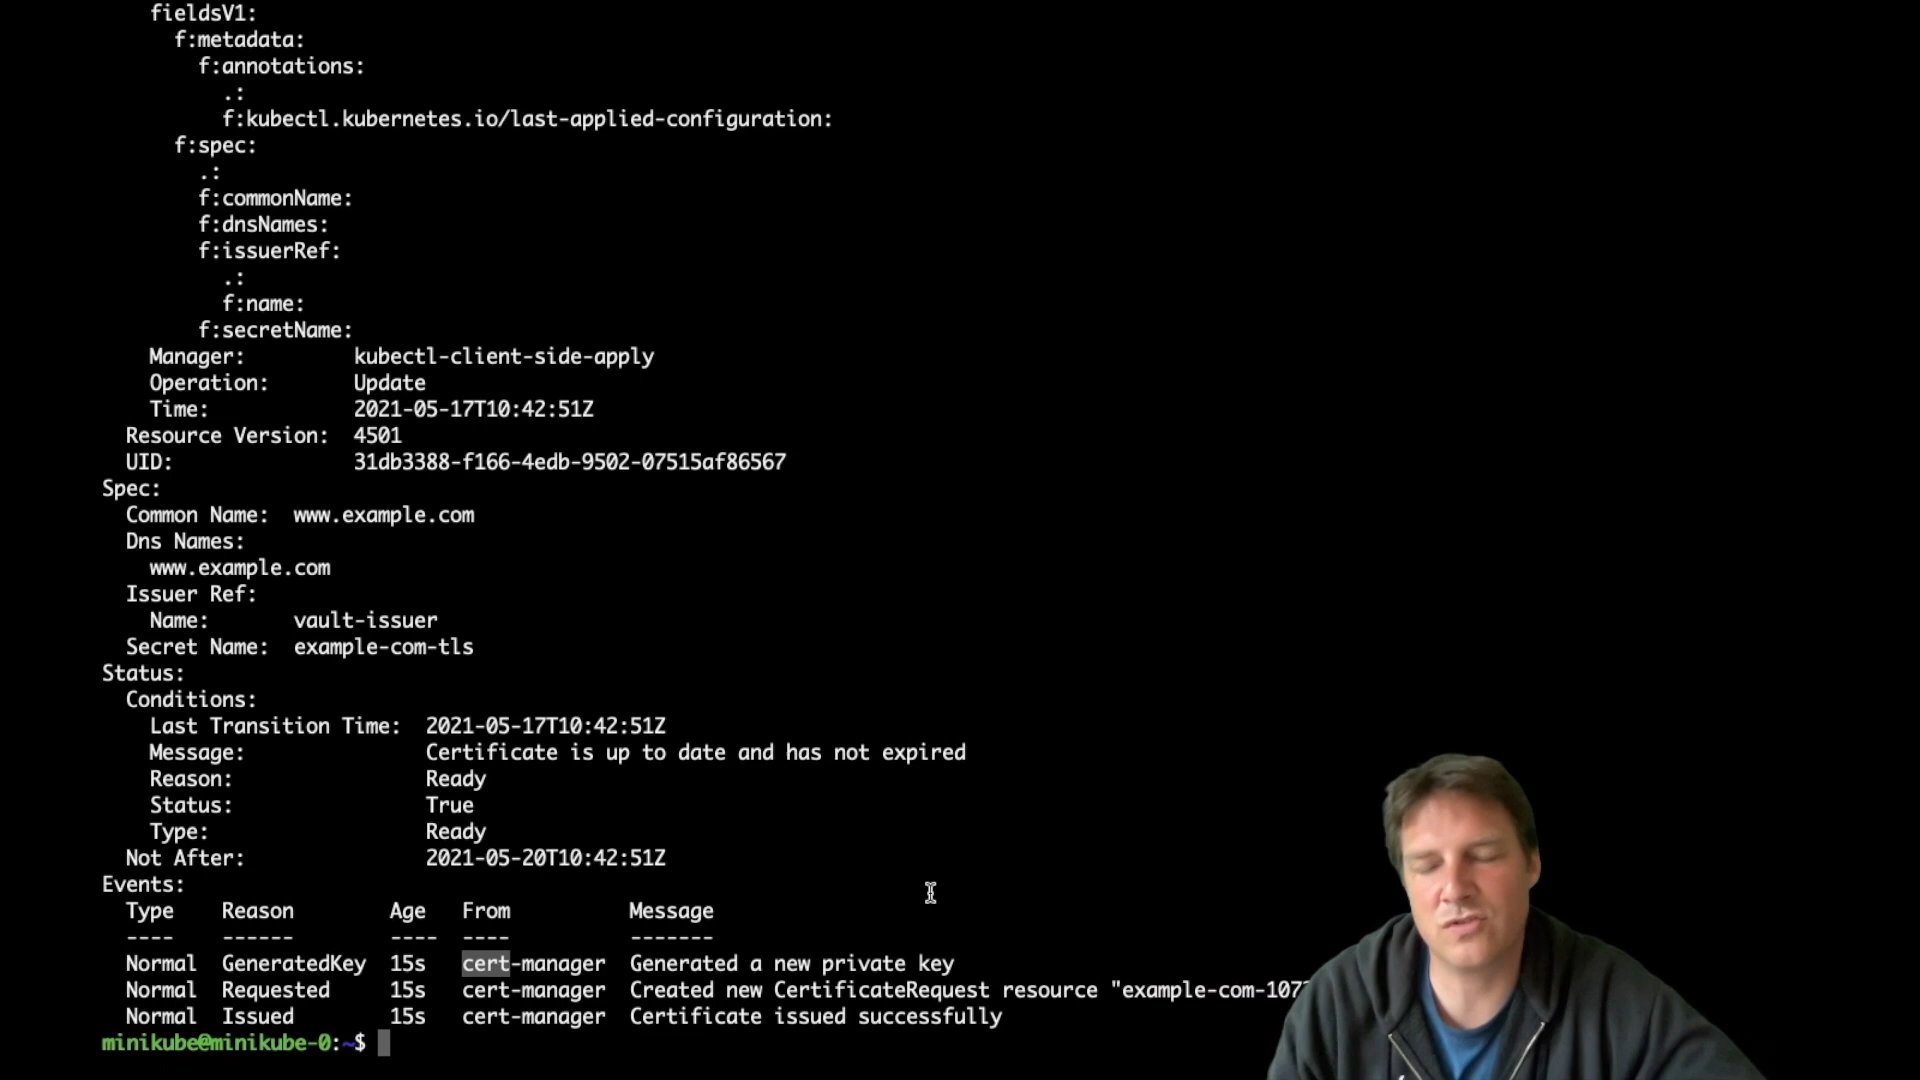 fieldsV1:
f:metadata:
f:annotations:
.:
f:kubectl.kubernetes.io/last-applied-configuration:
f:spec:
.:
f:commonName:
f:dnsNames:
f:issuerRef:
.:
f:name:
f:secretName:
Manager: kubectl-client-side-apply
Operation: Update
Time: 2021-05-17T10:42:51Z
Resource Version: 4501
UID: 31db3388-f166-4edb-9502-07515af86567
Spec:
Common Name: www.example.com
Dns Names:
www.example.com
Issuer Ref:
Name: vault-issuer
Secret Name: example-com-tls
Status:
Conditions:
Last Transition Time: 2021-05-17T10:42:51Z
Message: Certificate is up to date and has not expired
Reason: Ready
Status: True
Type: Ready
Not After: 2021-05-20T10:42:51Z
Events:
Type Reason Age From Message
---- ------ ---- ---- -------
Normal GeneratedKey 15s cert-manager Generated a new private key
Normal Requested 15s cert-manager Created new CertificateRequest resource "example-com-107
Normal Issued 15s cert-manager Certificate issued successfully
minikube@minikube-0:~$